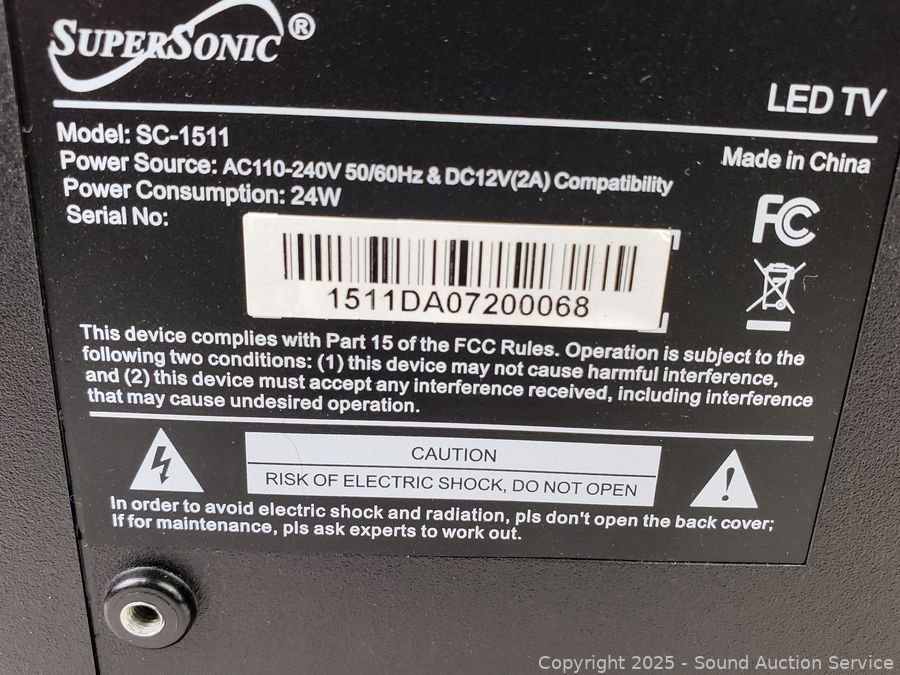 SUPERSONIC®
LED TV
Model: SC-1511
Made in China
Power Source: AC110-240V 50/60Hz & DC12V(2A) Compatibility
Power Consumption: 24W
Serial No:
FC
1511DA07200068
This device complies with Part 15 of the FCC Rules. Operation is subject to the
following two conditions: (1) this device may not cause harmful interference,
and (2) this device must accept any interference received, including interference
that may cause undesired operation.
CAUTION
RISK OF ELECTRIC SHOCK, DO NOT OPEN
In order to avoid electric shock and radiation, pls don't open the back cover;
If for maintenance, pls ask experts to work out.
Copyright 2025 - Sound Auction Service